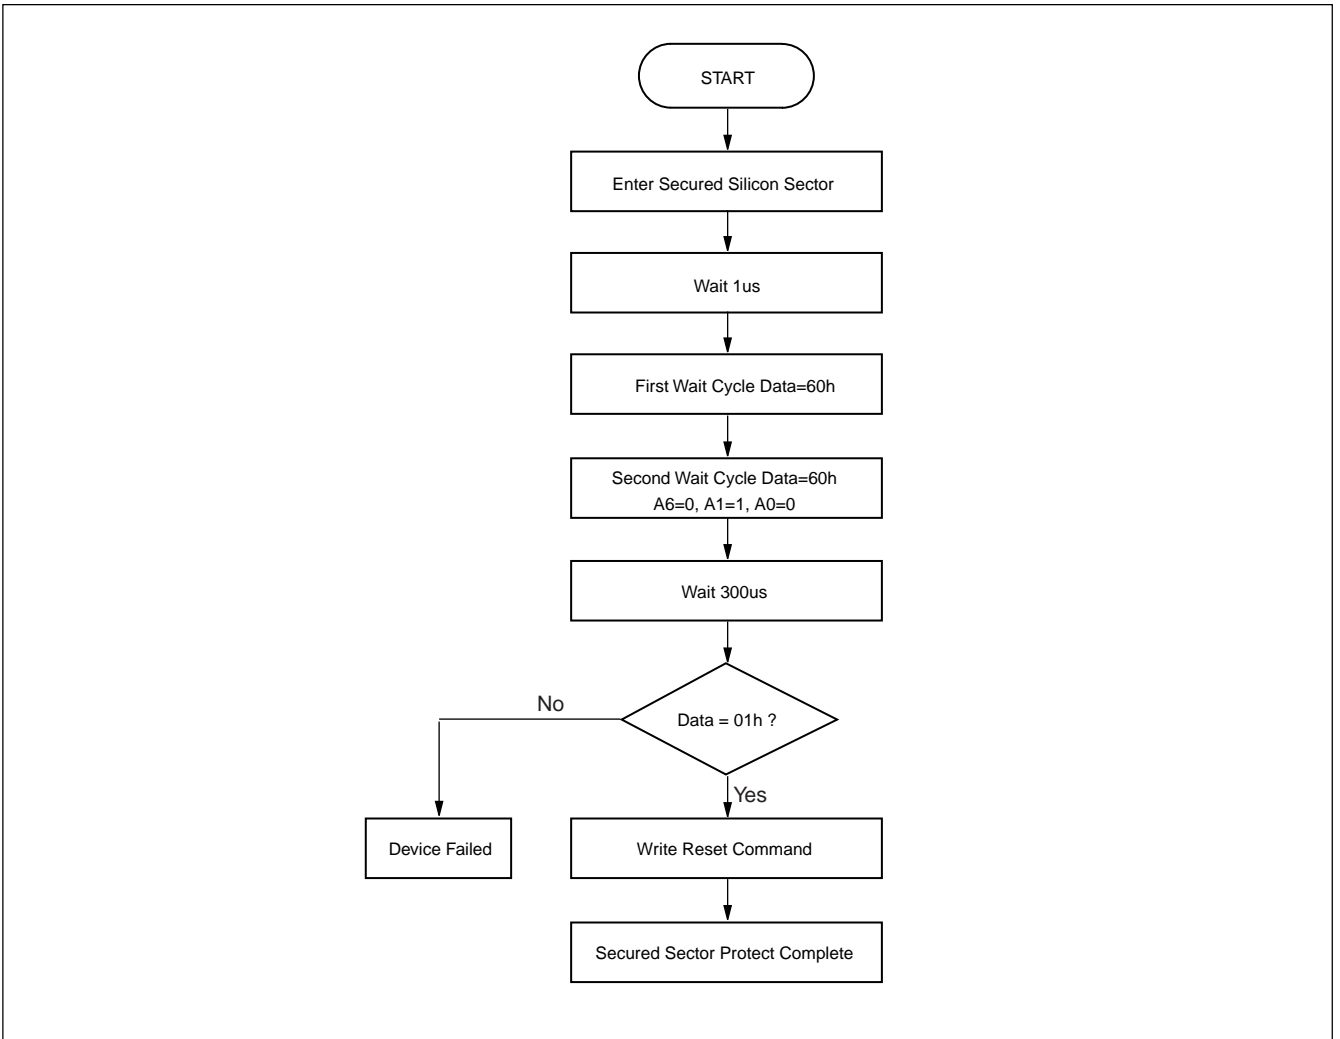 START
Enter Secured Silicon Sector
Wait 1us
First Wait Cycle Data=60h
Second Wait Cycle Data=60h
A6=0, A1=1, A0=0
Wait 300us
No
Data = 01h ?
Yes
Device Failed
Write Reset Command
Secured Sector Protect Complete